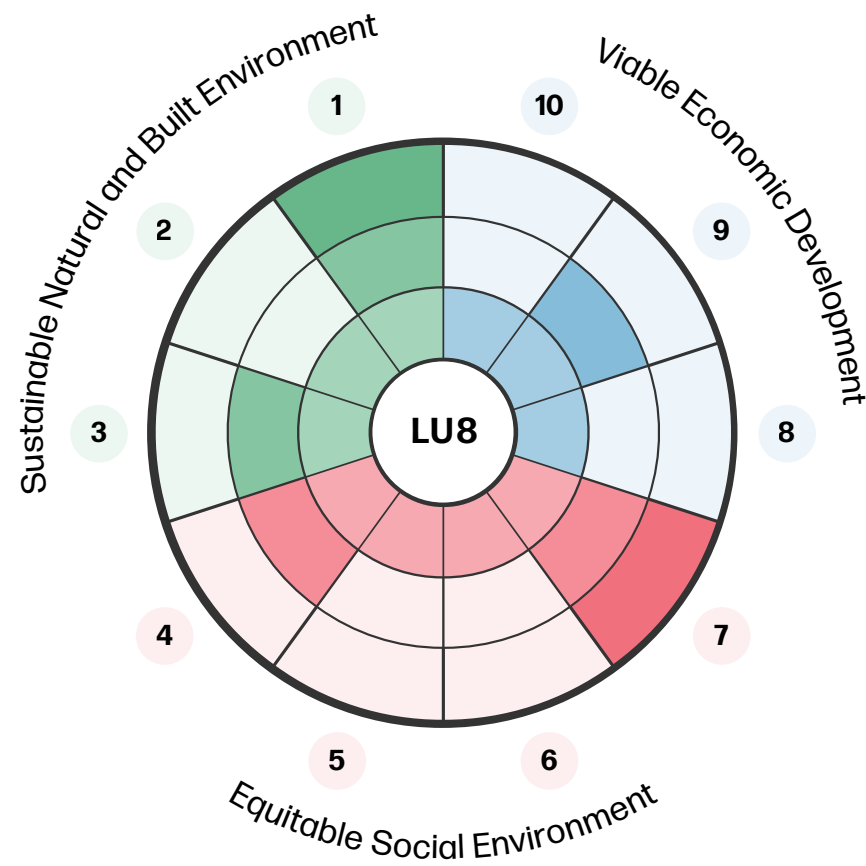 Sustainable Natural and Built Environment
Viable Economic Development
1
10
2
9
3
LU8
8
4
7
5
6
Equitable Social Environment